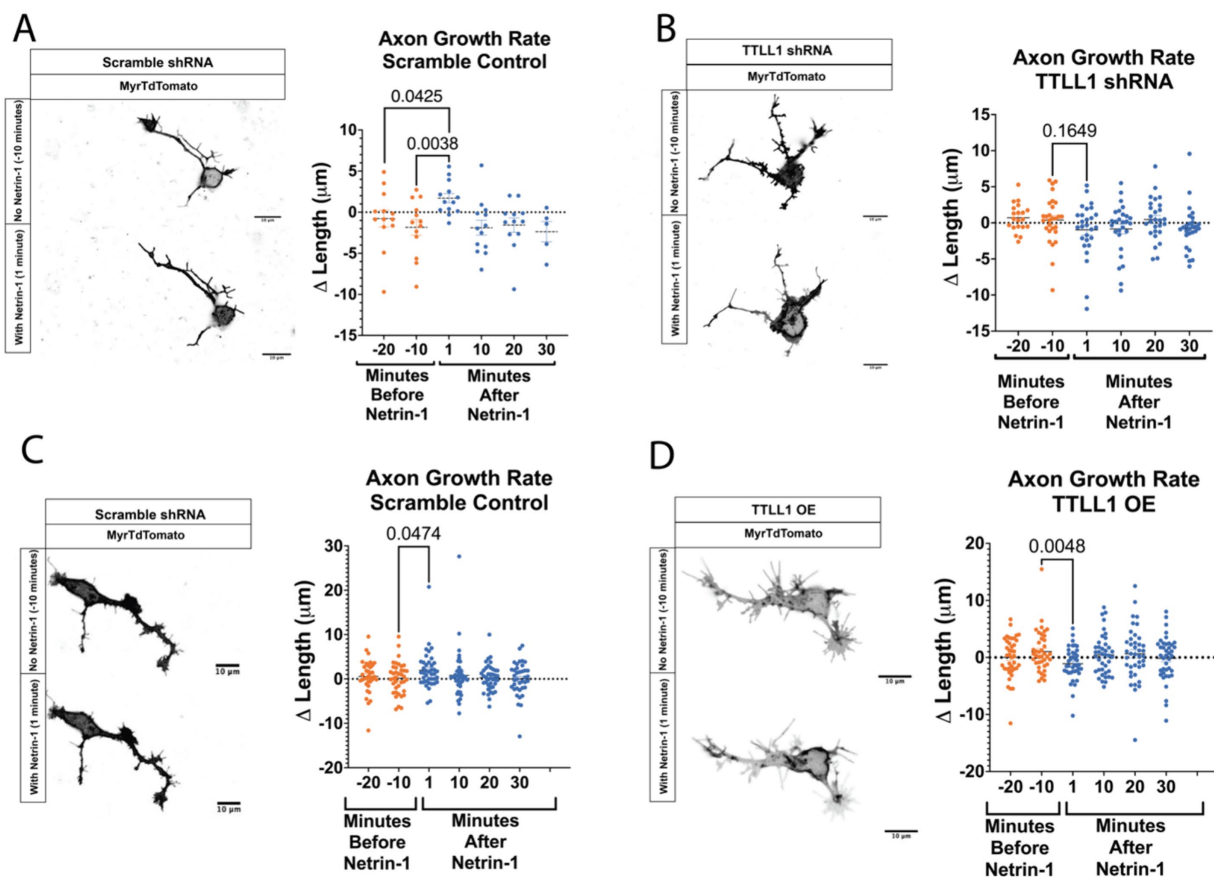 A
Scramble shRNA
MyrTdTomato
No Netrin-1 (-10 minutes)
With Netrin-1 (1 minute)
10 µm
10 µm
Axon Growth Rate
Scramble Control
0.0425
0.0038
Δ Length (µm)
10
5
0
-5
-10
-15
-20 -10 1 10 20 30
Minutes Before Netrin-1
Minutes After Netrin-1
B
TTLL1 shRNA
MyrTdTomato
No Netrin-1 (-10 minutes)
With Netrin-1 (1 minute)
10 µm
10 µm
Axon Growth Rate
TTLL1 shRNA
0.1649
Δ Length (µm)
15
10
5
0
-5
-10
-15
-20 -10 1 10 20 30
Minutes Before Netrin-1
Minutes After Netrin-1
C
Scramble shRNA
MyrTdTomato
No Netrin-1 (-10 minutes)
With Netrin-1 (1 minute)
10 µm
10 µm
Axon Growth Rate
Scramble Control
0.0474
Δ Length (µm)
30
20
10
0
-10
-20
-20 -10 1 10 20 30
Minutes Before Netrin-1
Minutes After Netrin-1
D
TTLL1 OE
MyrTdTomato
No Netrin-1 (-10 minutes)
With Netrin-1 (1 minute)
10 µm
10 µm
Axon Growth Rate
TTLL1 OE
0.0048
Δ Length (µm)
20
10
0
-10
-20
-20 -10 1 10 20 30
Minutes Before Netrin-1
Minutes After Netrin-1